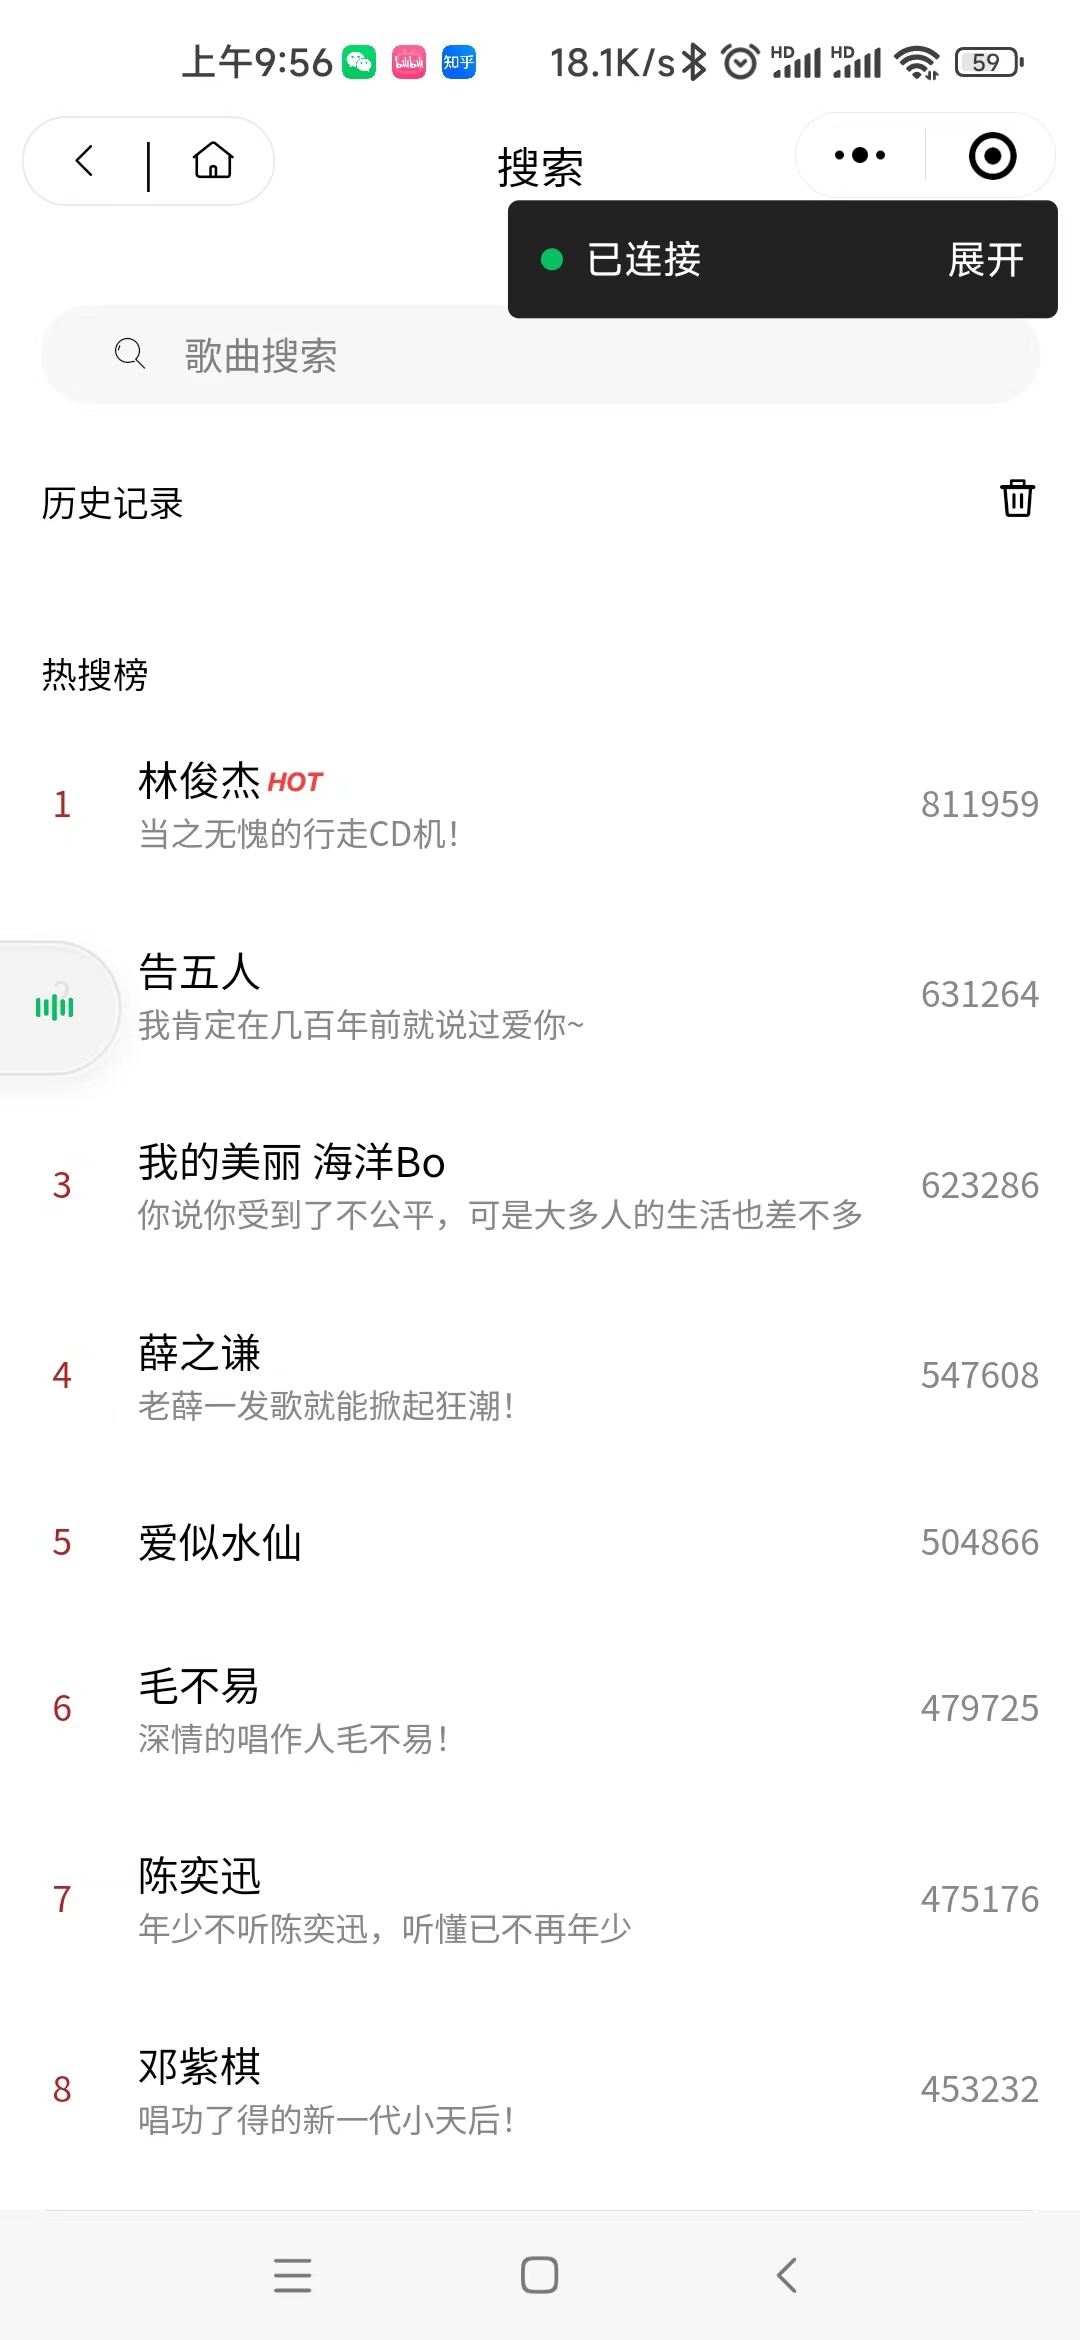 上午9:56 知乎 18.1K/s HD HD 59
搜索
已连接 展开
歌曲搜索
历史记录
热搜榜
1 林俊杰 HOT 811959
当之无愧的行走CD机！
告五人 631264
我肯定在几百年前就说过爱你~
3 我的美丽 海洋Bo 623286
你说你受到了不公平，可是大多人的生活也差不多
4 薛之谦 547608
老薛一发歌就能掀起狂潮！
5 爱似水仙 504866
6 毛不易 479725
深情的唱作人毛不易！
7 陈奕迅 475176
年少不听陈奕迅，听懂已不再年少
8 邓紫棋 453232
唱功了得的新一代小天后！